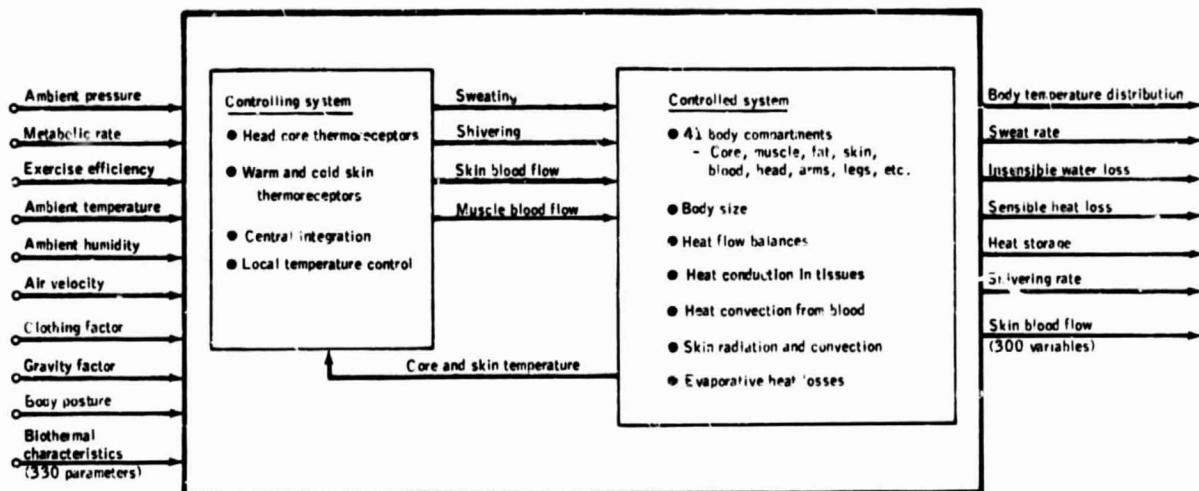 Ambient pressure
Metabolic rate
Exercise efficiency
Ambient temperature
Ambient humidity
Air velocity
Clothing factor
Gravity factor
Body posture
Biothermal
characteristics
(330 parameters)
Controlling system
● Head core thermoreceptors
● Warm and cold skin
thermoreceptors
● Central integration
● Local temperature control
Sweating
Shivering
Skin blood flow
Muscle blood flow
Core and skin temperature
Controlled system
● 41 body compartments
- Core, muscle, fat, skin,
blood, head, arms, legs, etc.
● Body size
● Heat flow balances
● Heat conduction in tissues
● Heat convection from blood
● Skin radiation and convection
● Evaporative heat losses
Body temperature distribution
Sweat rate
Insensible water loss
Sensible heat loss
Heat storage
Shivering rate
Skin blood flow
(300 variables)